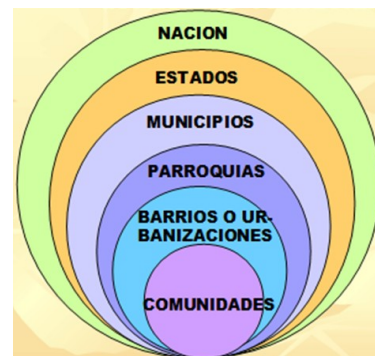 NACION
ESTADOS
MUNICIPIOS
PARROQUIAS
BARRIOS O UR-
BANIZACIONES
COMUNIDADES